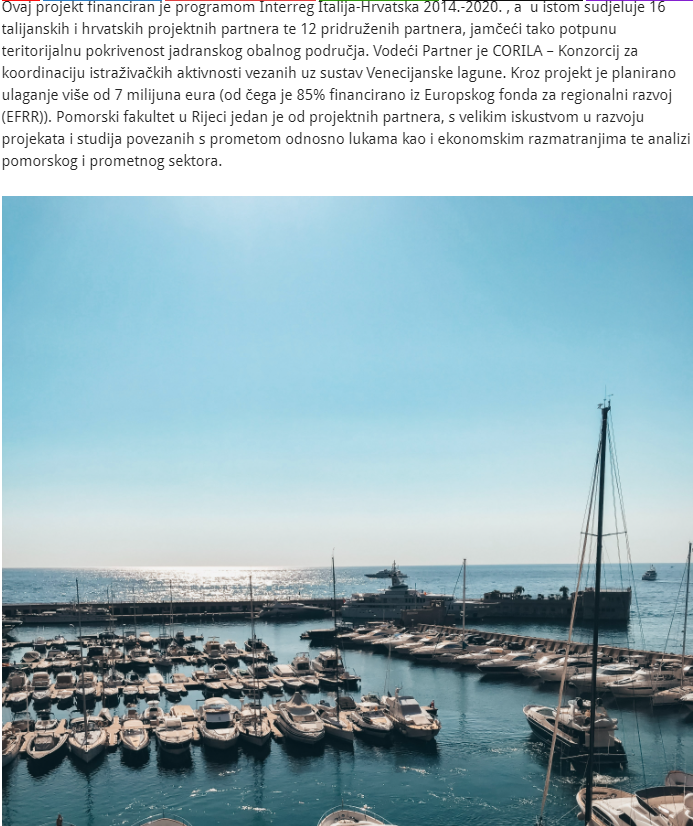 Ovaj projekt financiran je programom Interreg Italija-Hrvatska 2014.-2020. , a  u istom sudjeluje 16
talijanskih i hrvatskih projektnih partnera te 12 pridruženih partnera, jamčeći tako potpunu
teritorijalnu pokrivenost jadranskog obalnog područja. Vodeći Partner je CORILA – Konzorcij za
koordinaciju istraživačkih aktivnosti vezanih uz sustav Venecijanske lagune. Kroz projekt je planirano
ulaganje više od 7 milijuna eura (od čega je 85% financirano iz Europskog fonda za regionalni razvoj
(EFRR)). Pomorski fakultet u Rijeci jedan je od projektnih partnera, s velikim iskustvom u razvoju
projekata i studija povezanih s prometom odnosno lukama kao i ekonomskim razmatranjima te analizi
pomorskog i prometnog sektora.